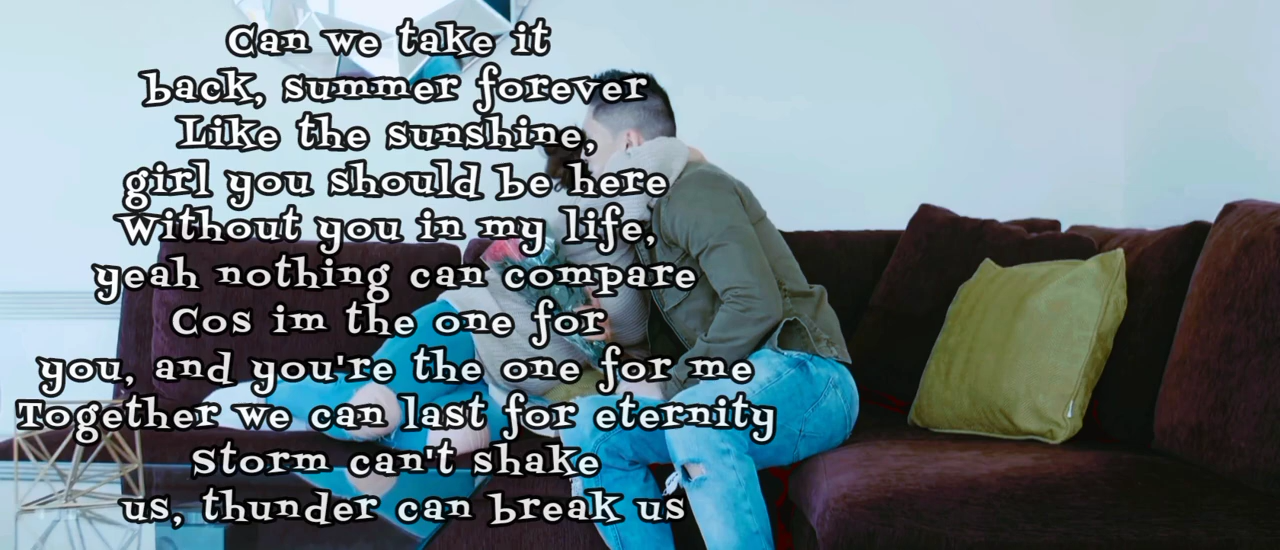 Can we take it
back, summer forever
Like the sunshine,
girl you should be here
Without you in my life,
yeah nothing can compare
Cos im the one for
you, and you're the one for me
Together we can last for eternity
Storm can't shake
us, thunder can break us